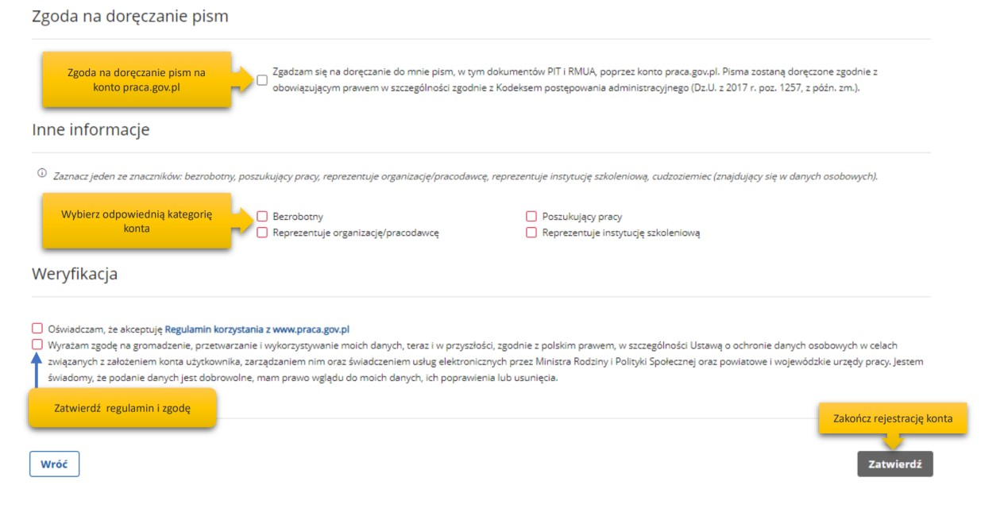 Zgoda na doręczanie pism
Zgoda na doręczanie pism na
konto praca.gov.pl
Zgadzam się na doręczanie do mnie pism, w tym dokumentów PIT i RMUA, poprzez konto praca.gov.pl. Pisma zostaną doręczone zgodnie z
obowiązującym prawem w szczególności zgodnie z Kodeksem postępowania administracyjnego (Dz.U. z 2017 r. poz. 1257, z późn. zm.).
Inne informacje
Zaznacz jeden ze znaczników: bezrobotny, poszukujący pracy, reprezentuje organizację/pracodawcę, reprezentuje instytucję szkoleniową, cudzoziemiec (znajdujący się w danych osobowych).
Wybierz odpowiednią kategorię
konta
Bezrobotny
Poszukujący pracy
Reprezentuje organizację/pracodawcę
Reprezentuje instytucję szkoleniową
Weryfikacja
Oświadczam, że akceptuję Regulamin korzystania z www.praca.gov.pl
Wyrażam zgodę na gromadzenie, przetwarzanie i wykorzystywanie moich danych, teraz i w przyszłości, zgodnie z polskim prawem, w szczególności Ustawą o ochronie danych osobowych w celach
związanych z założeniem konta użytkownika, zarządzaniem nim oraz świadczeniem usług elektronicznych przez Ministra Rodziny i Polityki Społecznej oraz powiatowe i wojewódzkie urzędy pracy. Jestem
świadomy, że podanie danych jest dobrowolne, mam prawo wglądu do moich danych, ich poprawienia lub usunięcia.
Zatwierdź regulamin i zgodę
Zakończ rejestrację konta
Wróć
Zatwierdź